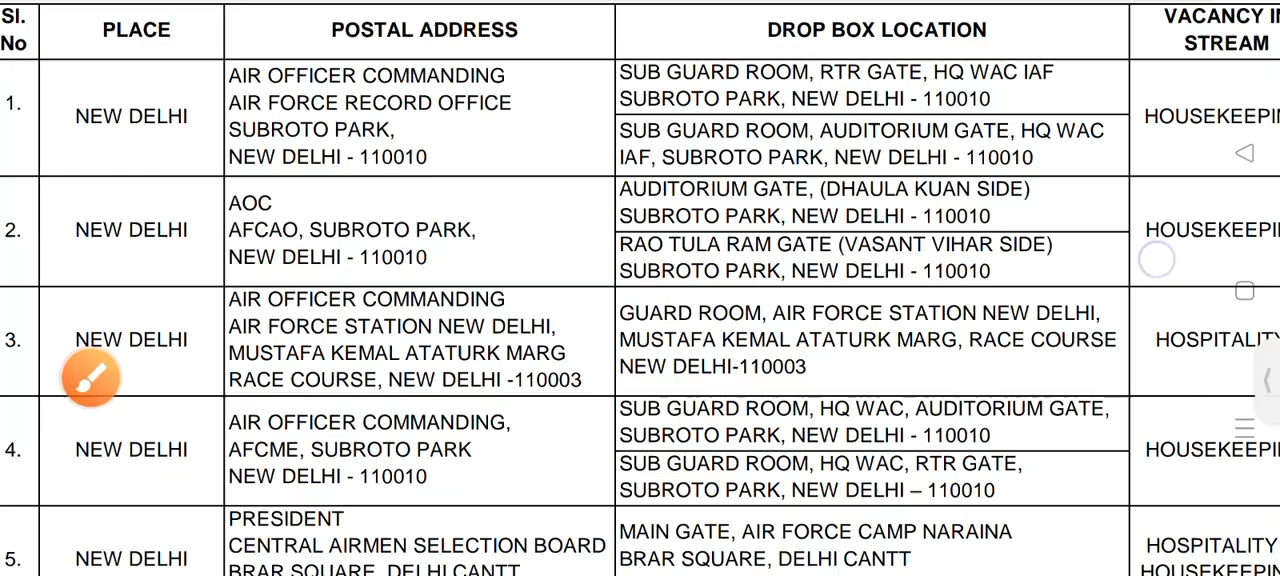 Sl. No
PLACE
POSTAL ADDRESS
DROP BOX LOCATION
VACANCY IN
STREAM
1.
NEW DELHI
AIR OFFICER COMMANDING
AIR FORCE RECORD OFFICE
SUBROTO PARK,
NEW DELHI - 110010
SUB GUARD ROOM, RTR GATE, HQ WAC IAF
SUBROTO PARK, NEW DELHI - 110010
SUB GUARD ROOM, AUDITORIUM GATE, HQ WAC
IAF, SUBROTO PARK, NEW DELHI - 110010
HOUSEKEEPIN
2.
NEW DELHI
AOC
AFCAO, SUBROTO PARK,
NEW DELHI - 110010
AUDITORIUM GATE, (DHAULA KUAN SIDE)
SUBROTO PARK, NEW DELHI - 110010
RAO TULA RAM GATE (VASANT VIHAR SIDE)
SUBROTO PARK, NEW DELHI - 110010
HOUSEKEEPIN
3.
NEW DELHI
AIR OFFICER COMMANDING
AIR FORCE STATION NEW DELHI,
MUSTAFA KEMAL ATATURK MARG
RACE COURSE, NEW DELHI -110003
GUARD ROOM, AIR FORCE STATION NEW DELHI,
MUSTAFA KEMAL ATATURK MARG, RACE COURSE
NEW DELHI-110003
HOSPITALITY
4.
NEW DELHI
AIR OFFICER COMMANDING,
AFCME, SUBROTO PARK
NEW DELHI - 110010
SUB GUARD ROOM, HQ WAC, AUDITORIUM GATE,
SUBROTO PARK, NEW DELHI - 110010
SUB GUARD ROOM, HQ WAC, RTR GATE,
SUBROTO PARK, NEW DELHI – 110010
HOUSEKEEPIN
5.
NEW DELHI
PRESIDENT
CENTRAL AIRMEN SELECTION BOARD
BRAR SQUARE, DELHI CANTT
MAIN GATE, AIR FORCE CAMP NARAINA
BRAR SQUARE, DELHI CANTT
HOSPITALITY
HOUSEKEEPIN